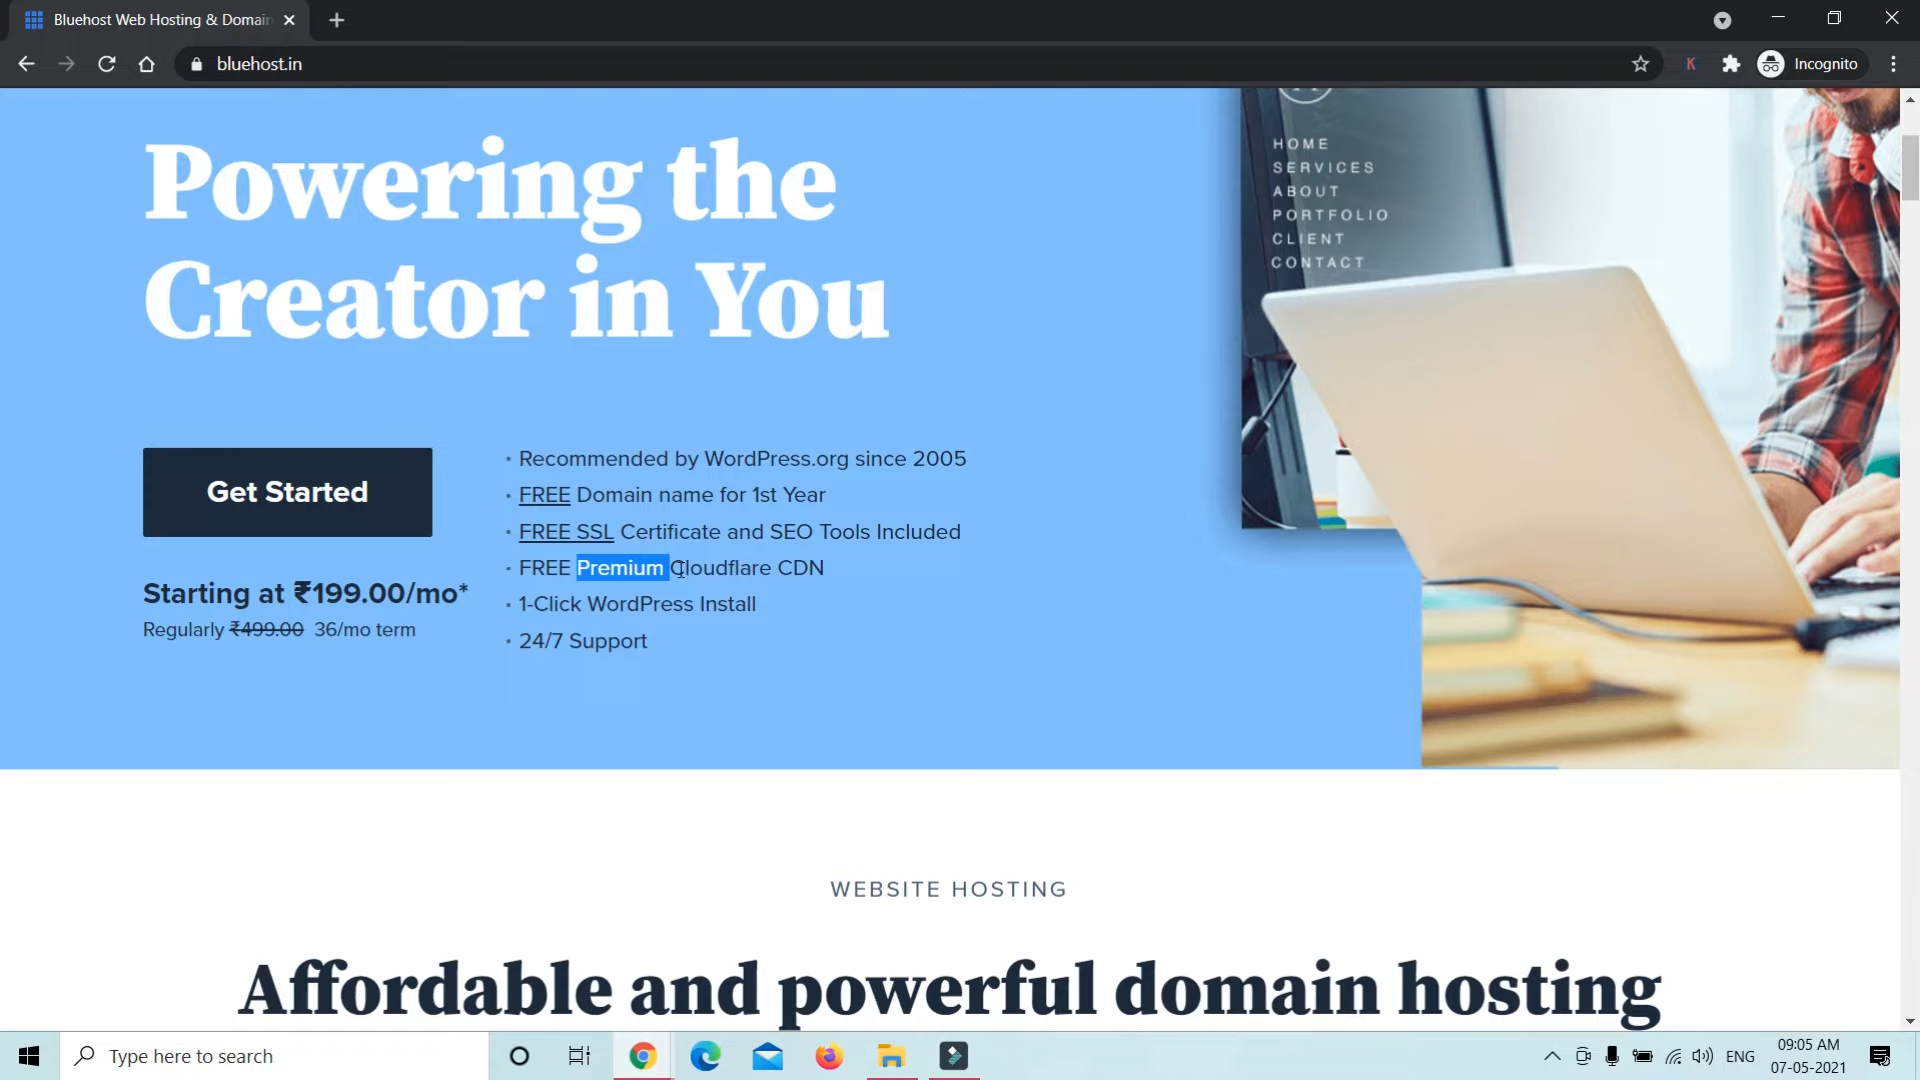 Bluehost Web Hosting & Domain
bluehost.in
K
Incognito
HOME
SERVICES
ABOUT
PORTFOLIO
CLIENT
CONTACT
Powering the
Creator in You
Get Started
Starting at ₹199.00/mo*
Regularly ₹499.00 36/mo term
· Recommended by WordPress.org since 2005
· FREE Domain name for 1st Year
· FREE SSL Certificate and SEO Tools Included
· FREE Premium Cloudflare CDN
· 1-Click WordPress Install
· 24/7 Support
WEBSITE HOSTING
Affordable and powerful domain hosting
Type here to search
ENG
09:05 AM
07-05-2021